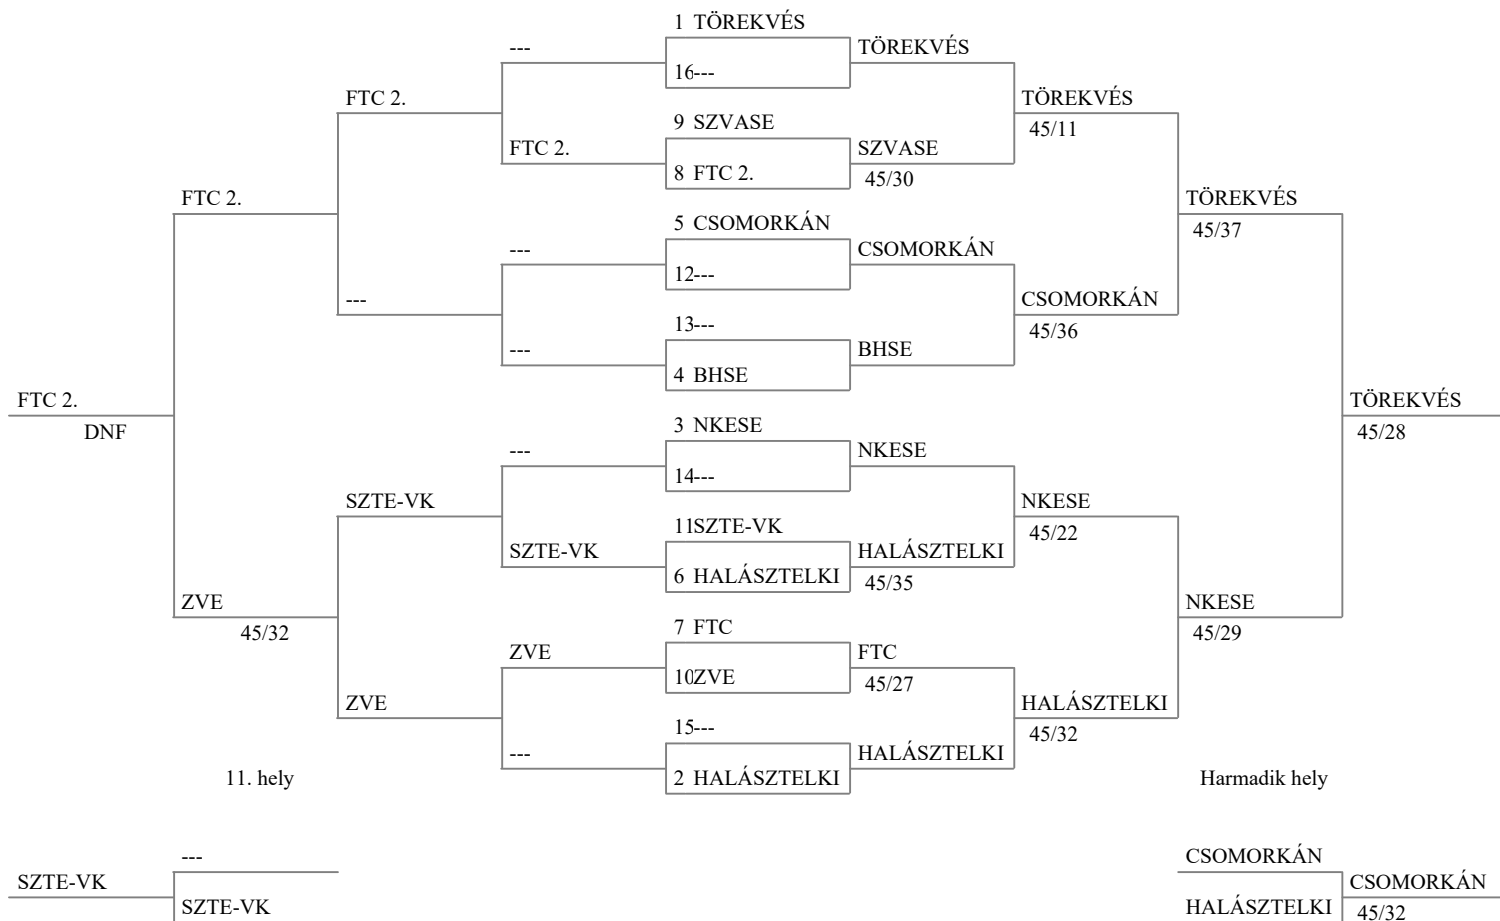 1 TÖREKVÉS
--- TÖREKVÉS
16---
FTC 2. TÖREKVÉS
9 SZVASE 45/11
FTC 2. SZVASE
8 FTC 2. 45/30
FTC 2. TÖREKVÉS
5 CSOMORKÁN 45/37
--- CSOMORKÁN
12---
--- CSOMORKÁN
13--- 45/36
--- BHSE
4 BHSE
FTC 2. TÖREKVÉS
DNF 3 NKESE 45/28
--- NKESE
14---
SZTE-VK NKESE
11SZTE-VK 45/22
SZTE-VK HALÁSZTELKI
6 HALÁSZTELKI 45/35
ZVE NKESE
45/32 7 FTC 45/29
ZVE FTC
10ZVE 45/27
ZVE HALÁSZTELKI
15--- 45/32
--- HALÁSZTELKI
11. hely 2 HALÁSZTELKI Harmadik hely
--- CSOMORKÁN
SZTE-VK CSOMORKÁN
SZTE-VK HALÁSZTELKI 45/32